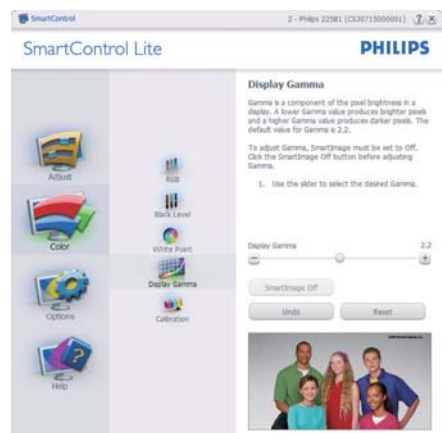 SmartControl
2 - Philips 225B1 (CS30715000001)
SmartControl Lite
PHILIPS
Adjust
Color
Options
Help
RGB
Black Level
White Point
Display Gamma
Calibration
Display Gamma
Gamma is a component of the pixel brightness in a
display. A lower Gamma value produces brighter pixels
and a higher Gamma value produces darker pixels. The
default value for Gamma is 2.2.
To adjust Gamma, SmartImage must be set to Off.
Click the SmartImage Off button before adjusting
Gamma.
1. Use the slider to select the desired Gamma.
Display Gamma 2.2
SmartImage Off
Undo
Reset